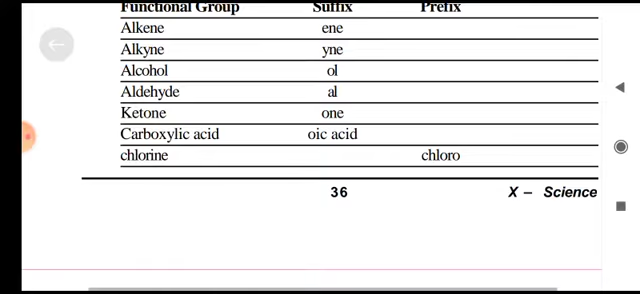 Functional Group Suffix Prefix
Alkene ene
Alkyne yne
Alcohol ol
Aldehyde al
Ketone one
Carboxylic acid oic acid
chlorine chloro
36 X – Science